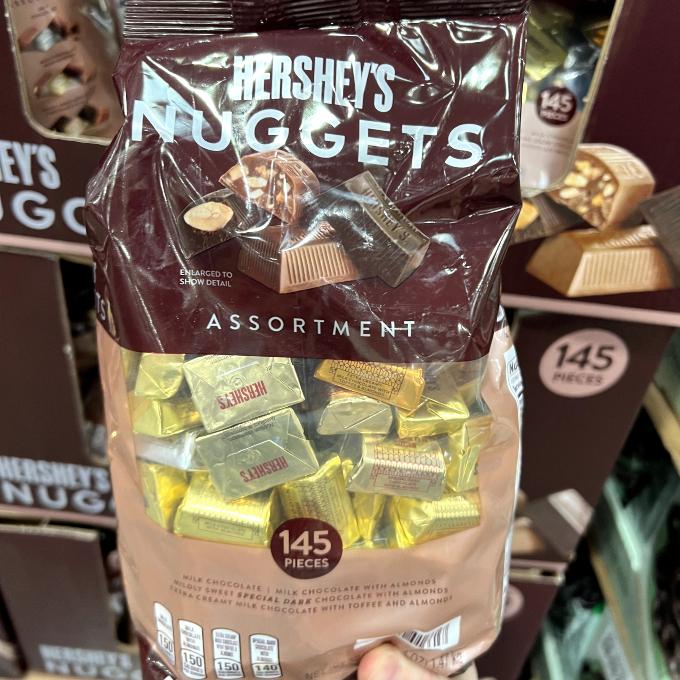 HERSHEY'S
NUGGETS
ENLARGED TO
SHOW DETAIL
ASSORTMENT
HERSHEY'S
HERSHEY'S
145
PIECES
MILK CHOCOLATE | MILK CHOCOLATE WITH ALMONDS
MILDLY SWEET SPECIAL DARK CHOCOLATE WITH ALMONDS
EXTRA CREAMY MILK CHOCOLATE WITH TOFFEE AND ALMONDS
150
150
150
140
145
PIECES
145
EY'S
UGG
HERSHEY'S
NUGG
HERSHEY'S
NUGG